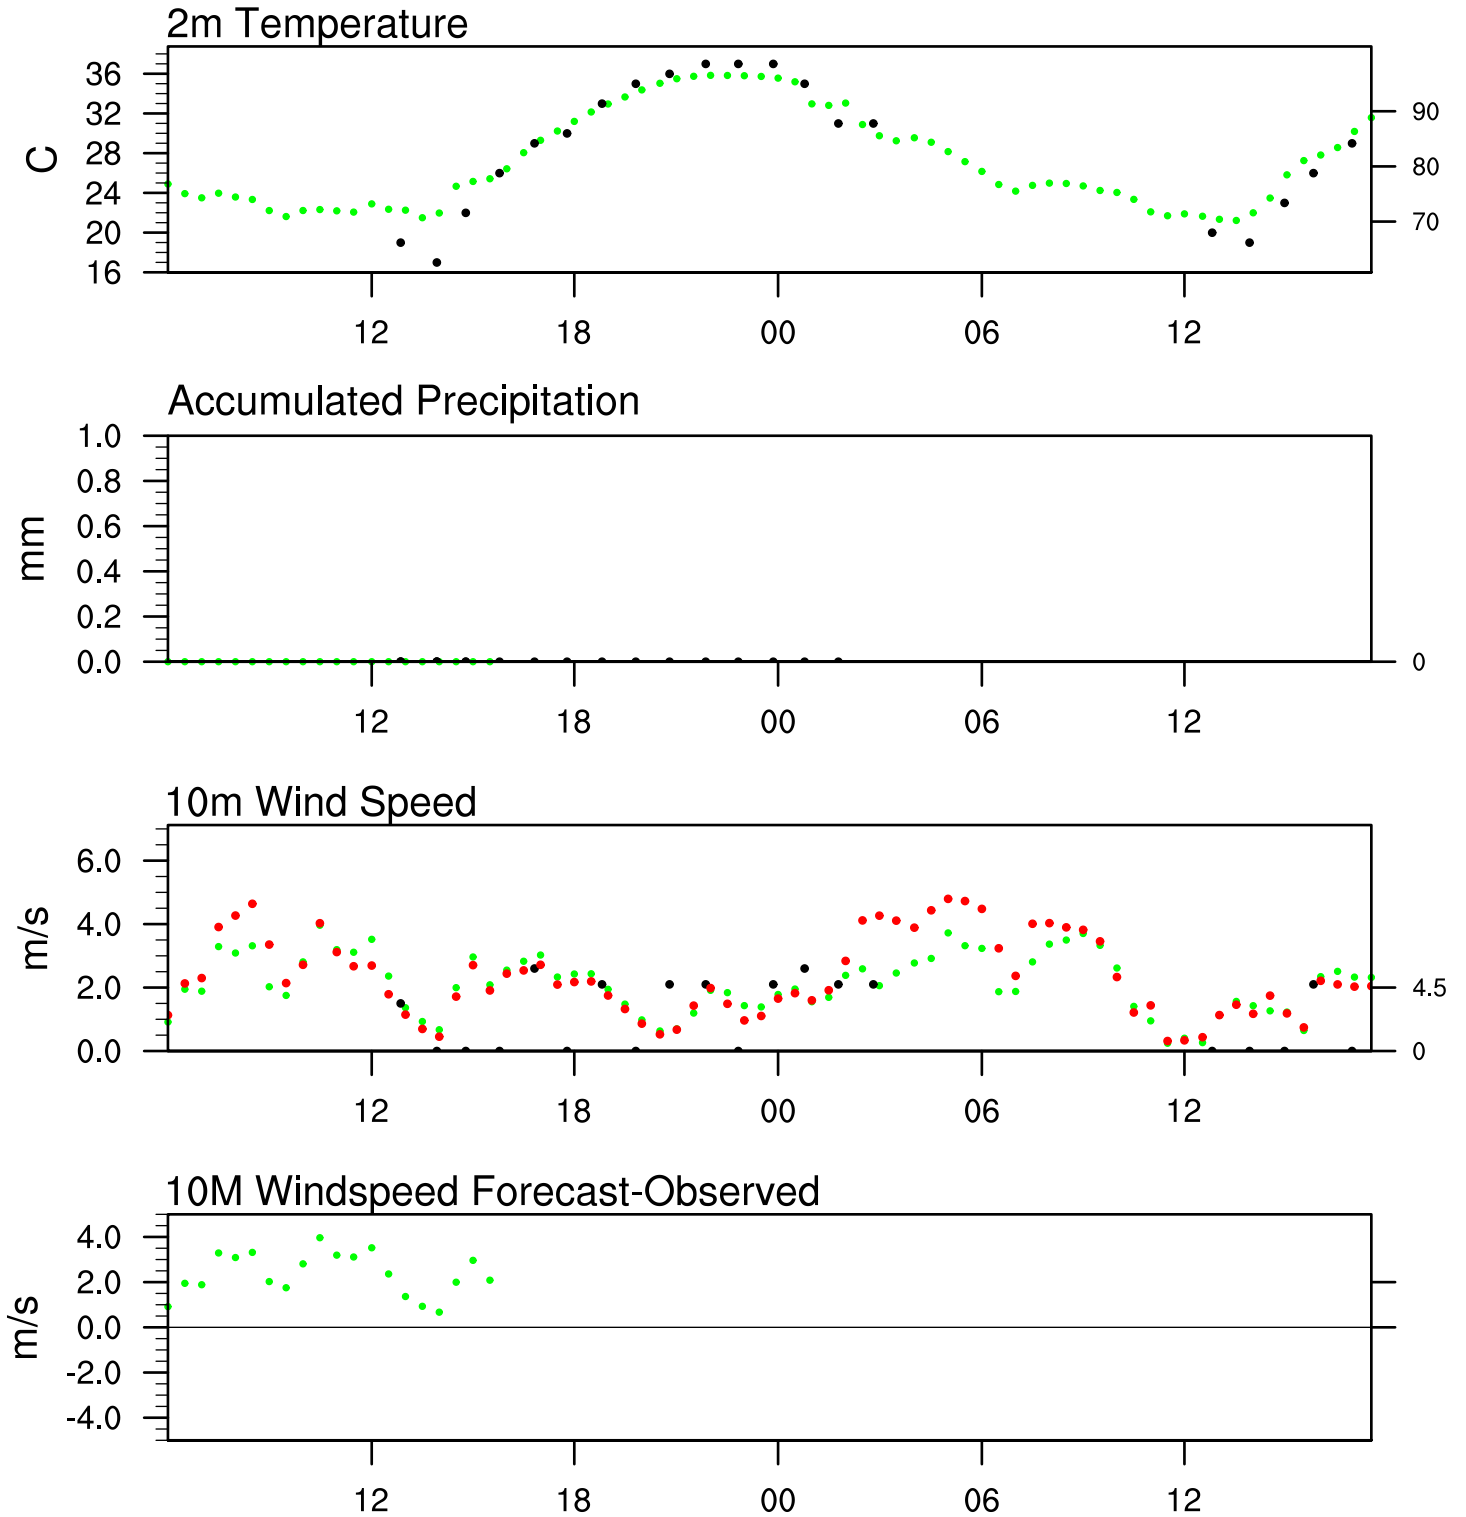 2m Temperature
36
32
28
24
20
16
C
90
80
70
12 18 00 06 12
Accumulated Precipitation
1.0
0.8
0.6
0.4
0.2
0.0
mm
0
12 18 00 06 12
10m Wind Speed
6.0
4.0
2.0
0.0
m/s
4.5
0
12 18 00 06 12
10M Windspeed Forecast-Observed
4.0
2.0
0.0
-2.0
-4.0
m/s
12 18 00 06 12